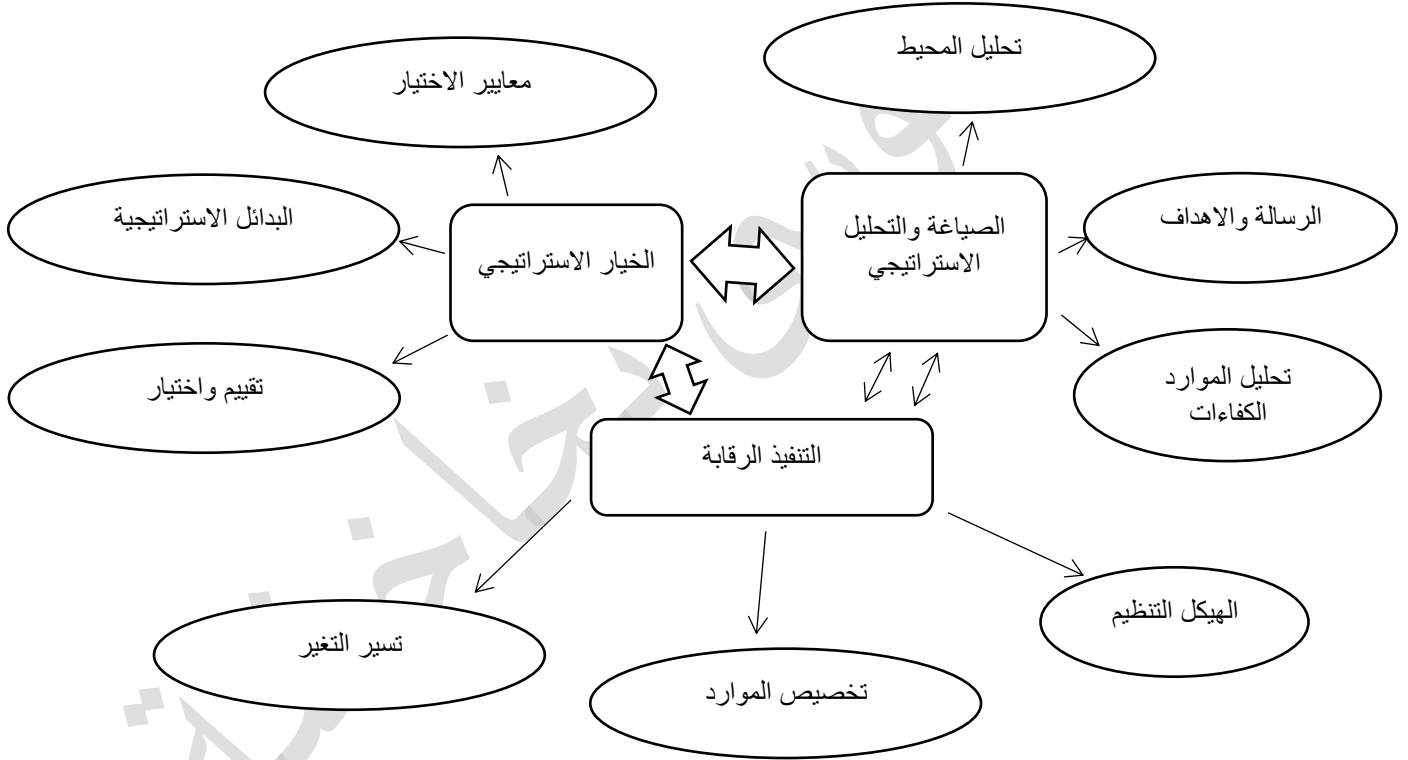 تحليل المحيط
معايير الاختيار
الصياغة والتحليل
الاستراتيجي
الرسالة والاهداف
البدائل الاستراتيجية
الخيار الاستراتيجي
تحليل الموارد
الكفاءات
تقييم واختيار
التنفيذ الرقابة
الهيكل التنظيم
تسير التغير
تخصيص الموارد